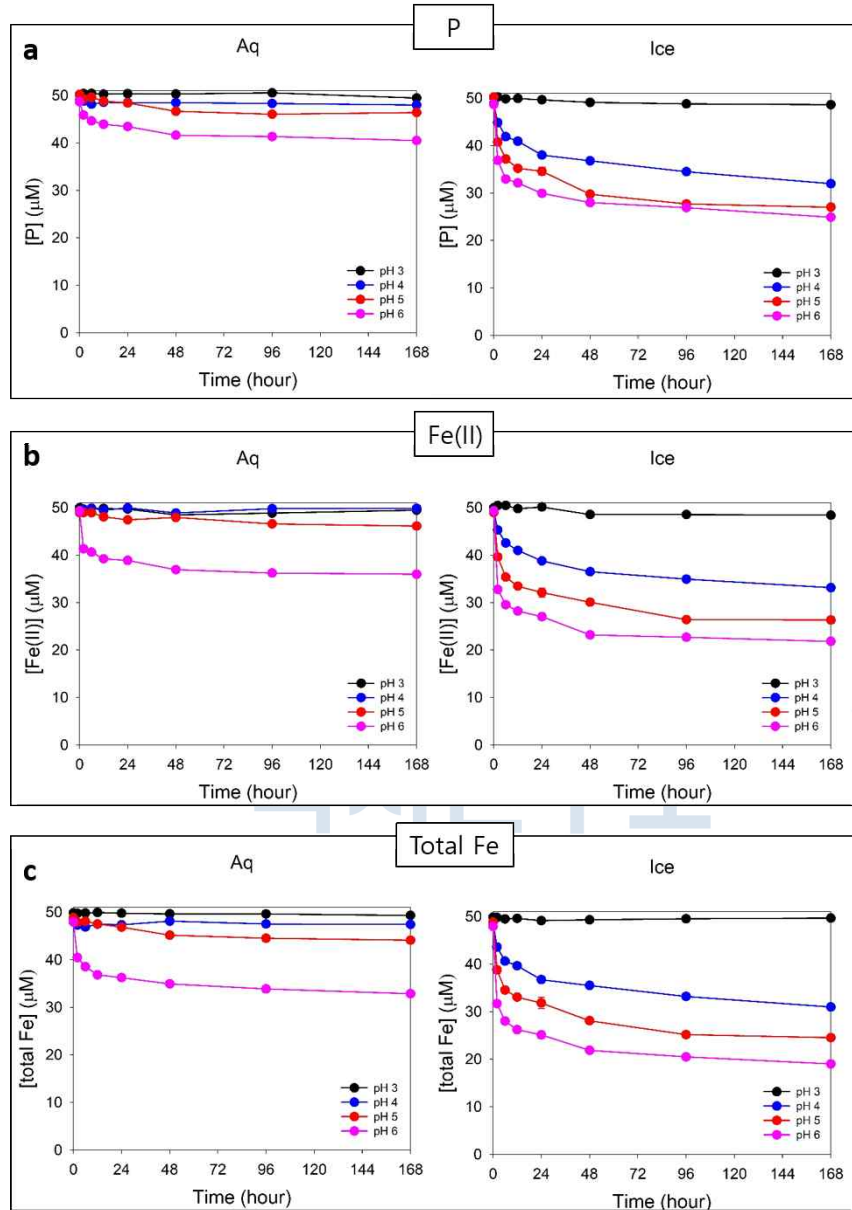 P
a
Aq
Ice
50
40
30
20
10
0
[P] (μM)
pH 3
pH 4
pH 5
pH 6
0 24 48 72 96 120 144 168
Time (hour)
50
40
30
20
10
0
[P] (μM)
pH 3
pH 4
pH 5
pH 6
0 24 48 96 120 144 168
Time (hour)
Fe(II)
b
Aq
Ice
50
40
30
20
10
0
[Fe(II)] (μM)
pH 3
pH 4
pH 5
pH 6
0 24 48 96 120 144 168
Time (hour)
50
40
30
20
10
0
[Fe(II)] (μM)
pH 3
pH 4
pH 5
pH 6
0 24 48 96 120 144 168
Time (hour)
Total Fe
c
Aq
Ice
50
40
30
20
10
0
[total Fe] (μM)
pH 3
pH 4
pH 5
pH 6
0 24 48 96 120 144 168
Time (hour)
50
40
30
20
10
0
[total Fe] (μM)
pH 3
pH 4
pH 5
pH 6
0 24 48 96 120 144 168
Time (hour)